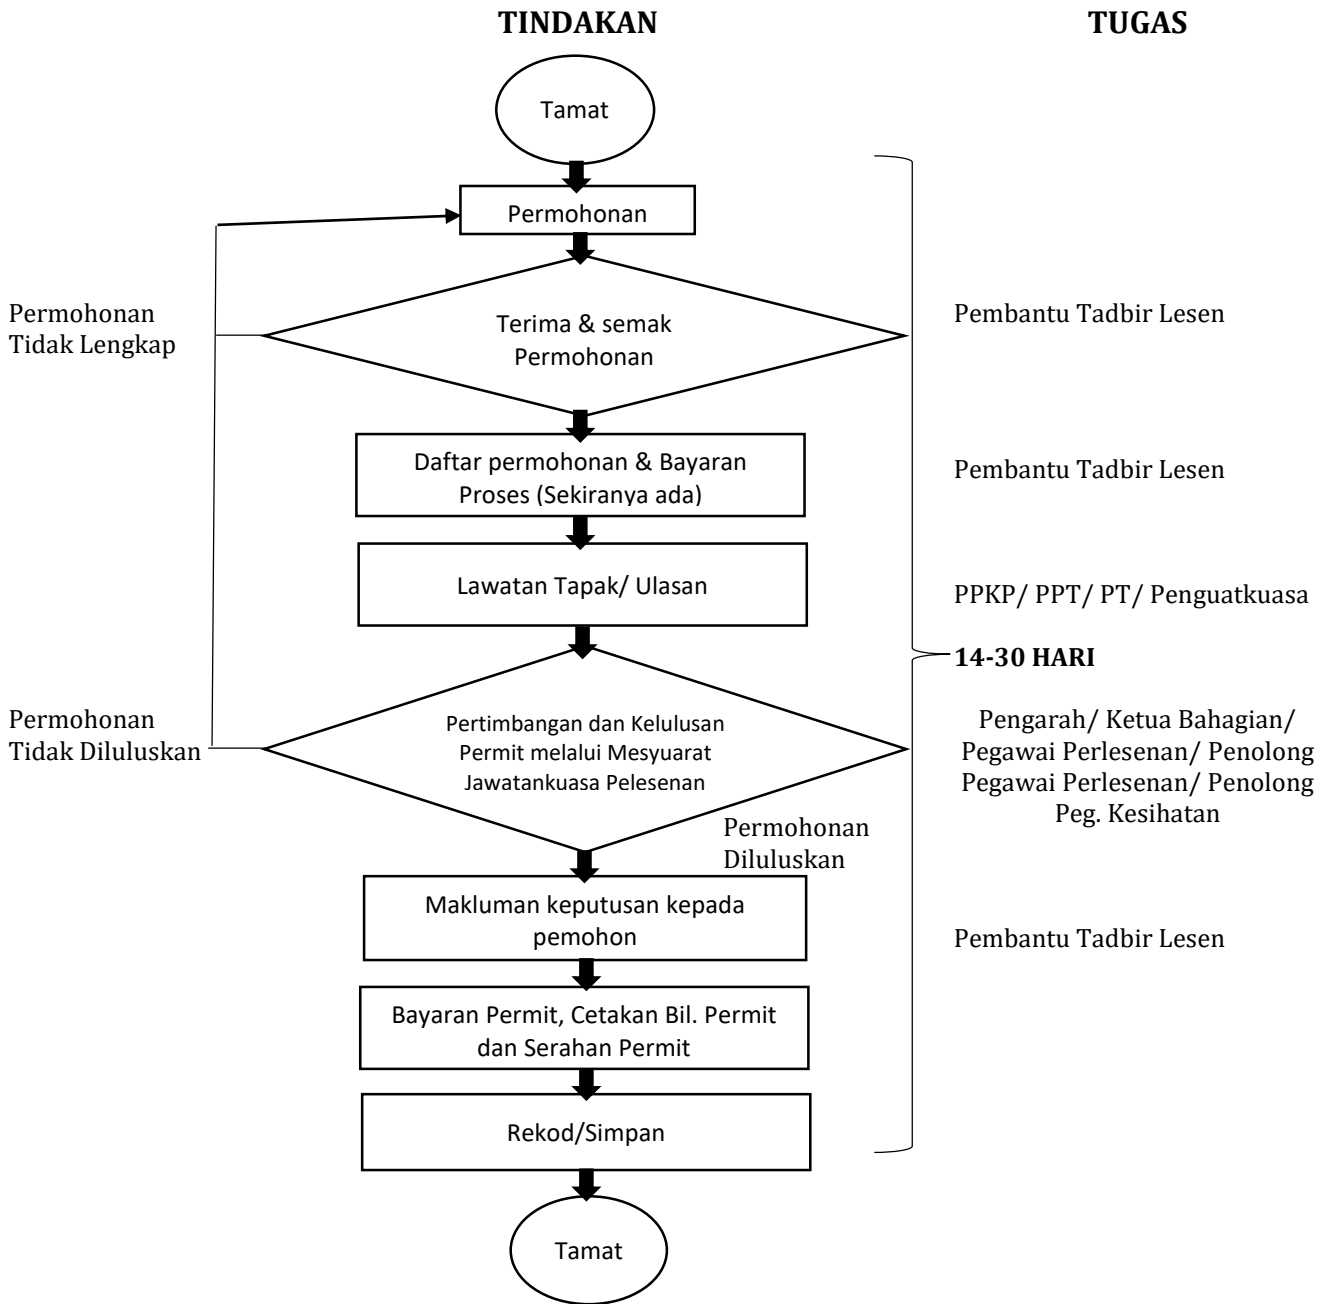 TINDAKAN
TUGAS
Tamat
Permohonan
Permohonan
Tidak Lengkap
Terima & semak
Permohonan
Pembantu Tadbir Lesen
Daftar permohonan & Bayaran
Proses (Sekiranya ada)
Pembantu Tadbir Lesen
Lawatan Tapak/ Ulasan
PPKP/ PPT/ PT/ Penguatkuasa
14-30 HARI
Permohonan
Tidak Diluluskan
Pertimbangan dan Kelulusan
Permit melalui Mesyuarat
Jawatankuasa Pelesenan
Pengarah/ Ketua Bahagian/
Pegawai Perlesenan/ Penolong
Pegawai Perlesenan/ Penolong
Peg. Kesihatan
Permohonan
Diluluskan
Makluman keputusan kepada
pemohon
Pembantu Tadbir Lesen
Bayaran Permit, Cetakan Bil. Permit
dan Serahan Permit
Rekod/Simpan
Tamat